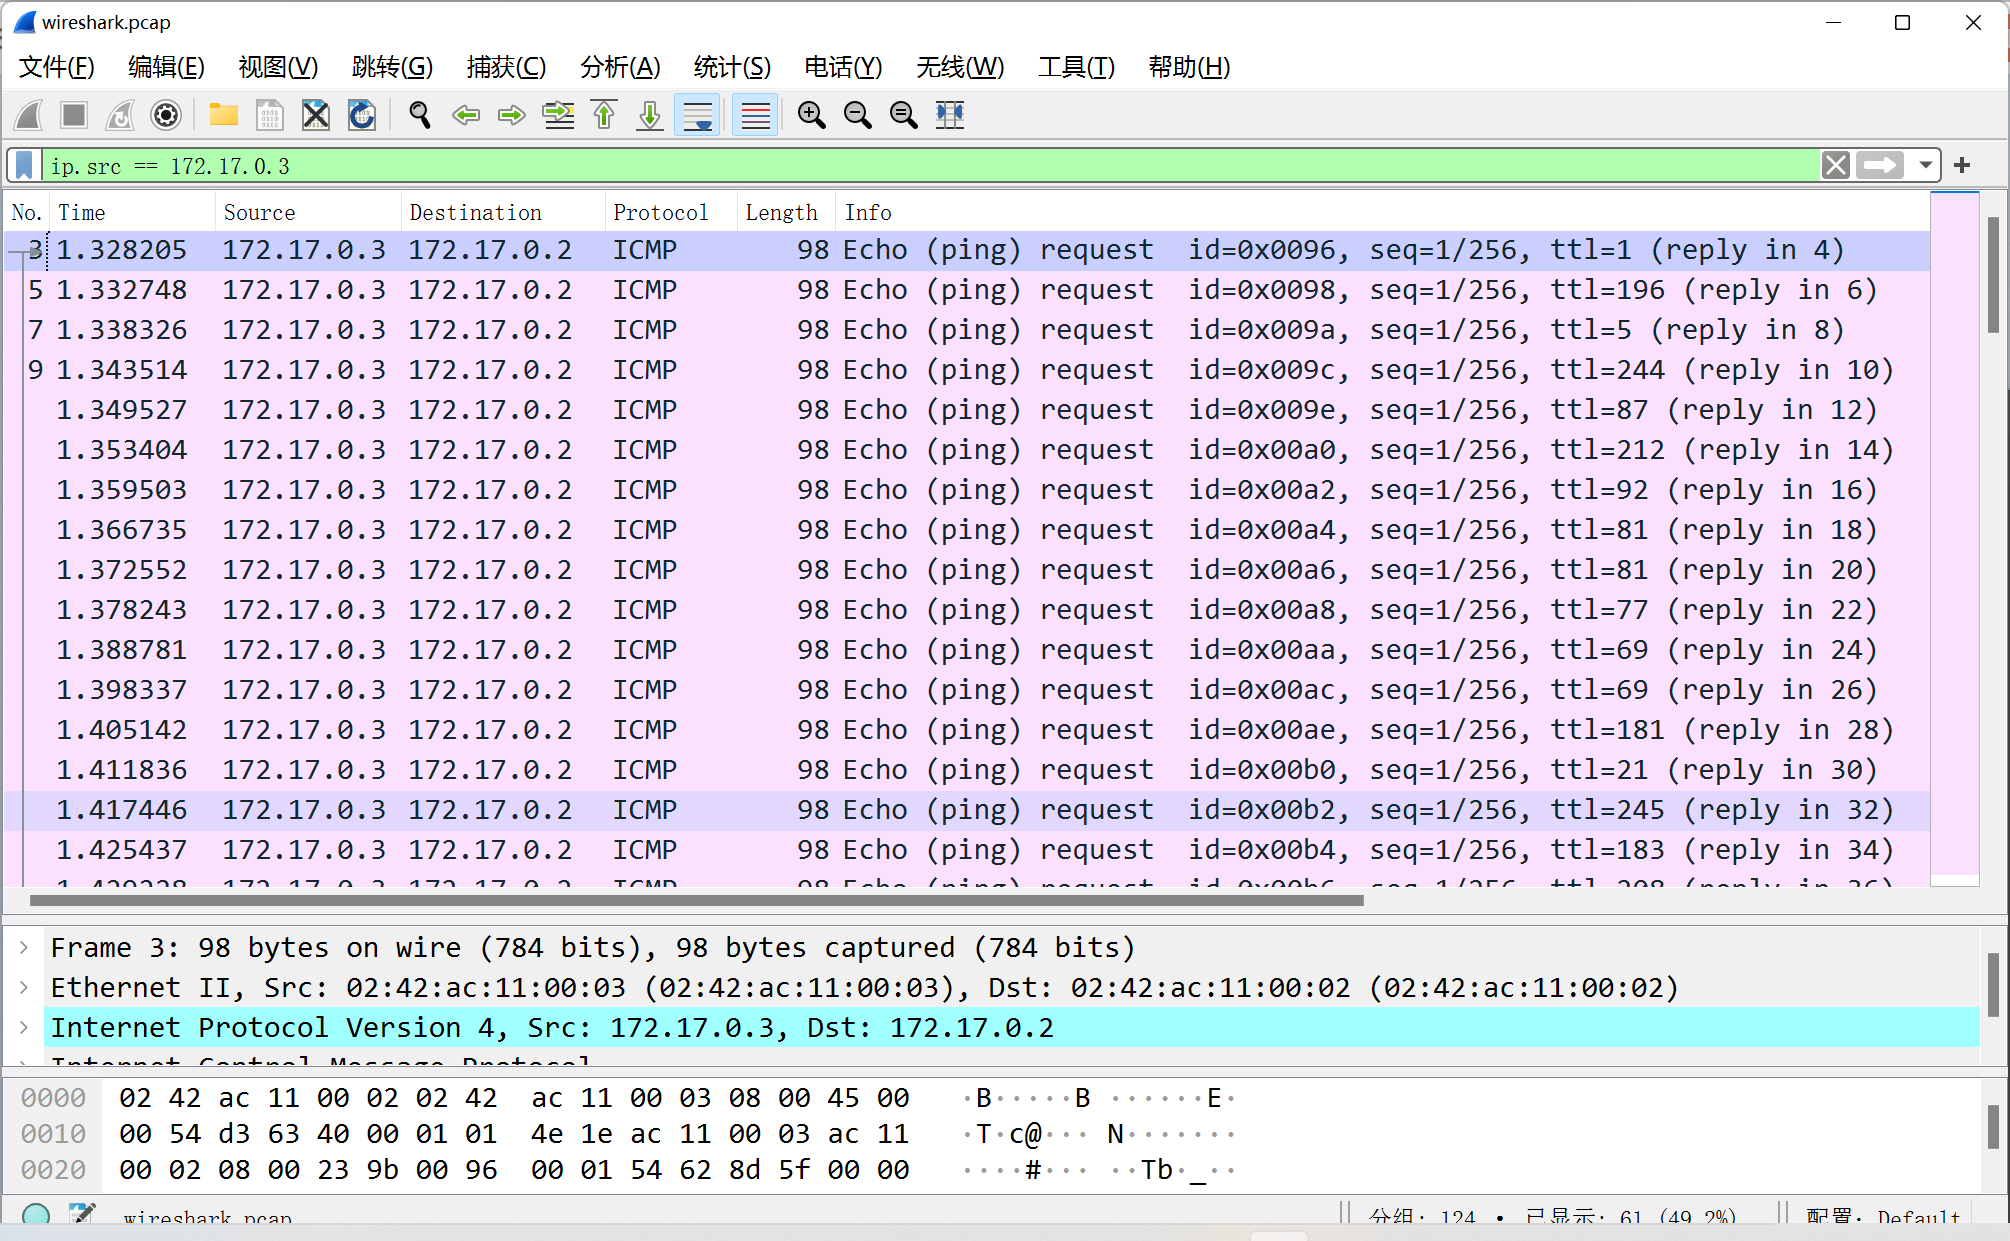 wireshark.pcap
文件(F) 编辑(E) 视图(V) 跳转(G) 捕获(C) 分析(A) 统计(S) 电话(Y) 无线(W) 工具(T) 帮助(H)
ip.src == 172.17.0.3
No. Time Source Destination Protocol Length Info
3 1.328205 172.17.0.3 172.17.0.2 ICMP 98 Echo (ping) request id=0x0096, seq=1/256, ttl=1 (reply in 4)
5 1.332748 172.17.0.3 172.17.0.2 ICMP 98 Echo (ping) request id=0x0098, seq=1/256, ttl=196 (reply in 6)
7 1.338326 172.17.0.3 172.17.0.2 ICMP 98 Echo (ping) request id=0x009a, seq=1/256, ttl=5 (reply in 8)
9 1.343514 172.17.0.3 172.17.0.2 ICMP 98 Echo (ping) request id=0x009c, seq=1/256, ttl=244 (reply in 10)
1.349527 172.17.0.3 172.17.0.2 ICMP 98 Echo (ping) request id=0x009e, seq=1/256, ttl=87 (reply in 12)
1.353404 172.17.0.3 172.17.0.2 ICMP 98 Echo (ping) request id=0x00a0, seq=1/256, ttl=212 (reply in 14)
1.359503 172.17.0.3 172.17.0.2 ICMP 98 Echo (ping) request id=0x00a2, seq=1/256, ttl=92 (reply in 16)
1.366735 172.17.0.3 172.17.0.2 ICMP 98 Echo (ping) request id=0x00a4, seq=1/256, ttl=81 (reply in 18)
1.372552 172.17.0.3 172.17.0.2 ICMP 98 Echo (ping) request id=0x00a6, seq=1/256, ttl=81 (reply in 20)
1.378243 172.17.0.3 172.17.0.2 ICMP 98 Echo (ping) request id=0x00a8, seq=1/256, ttl=77 (reply in 22)
1.388781 172.17.0.3 172.17.0.2 ICMP 98 Echo (ping) request id=0x00aa, seq=1/256, ttl=69 (reply in 24)
1.398337 172.17.0.3 172.17.0.2 ICMP 98 Echo (ping) request id=0x00ac, seq=1/256, ttl=69 (reply in 26)
1.405142 172.17.0.3 172.17.0.2 ICMP 98 Echo (ping) request id=0x00ae, seq=1/256, ttl=181 (reply in 28)
1.411836 172.17.0.3 172.17.0.2 ICMP 98 Echo (ping) request id=0x00b0, seq=1/256, ttl=21 (reply in 30)
1.417446 172.17.0.3 172.17.0.2 ICMP 98 Echo (ping) request id=0x00b2, seq=1/256, ttl=245 (reply in 32)
1.425437 172.17.0.3 172.17.0.2 ICMP 98 Echo (ping) request id=0x00b4, seq=1/256, ttl=183 (reply in 34)
Frame 3: 98 bytes on wire (784 bits), 98 bytes captured (784 bits)
Ethernet II, Src: 02:42:ac:11:00:03 (02:42:ac:11:00:03), Dst: 02:42:ac:11:00:02 (02:42:ac:11:00:02)
Internet Protocol Version 4, Src: 172.17.0.3, Dst: 172.17.0.2
Internet Control Message Protocol
0000 02 42 ac 11 00 02 02 42 ac 11 00 03 08 00 45 00 ·B·····B ······E·
0010 00 54 d3 63 40 00 01 01 4e 1e ac 11 00 03 ac 11 ·T·c@··· N·······
0020 00 02 08 00 23 9b 00 96 00 01 54 62 8d 5f 00 00 ····#··· ··Tb·_··
wireshark.pcap 分组: 124 · 已显示: 61 (49.2%) 配置: Default